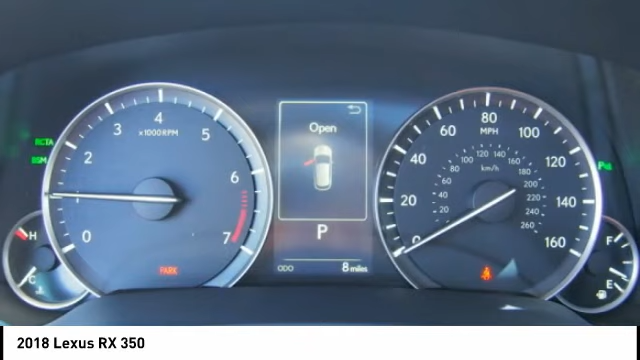 RCTA
BSM
H
C
0
1
2
3
4
5
6
7
x1000RPM
PARK
Open
P
ODO 8 miles
0
20
40
60
80
100
120
140
160
MPH
20
40
60
80
100
120
140
160
180
200
220
240
260
km/h
F
E
2018 Lexus RX 350